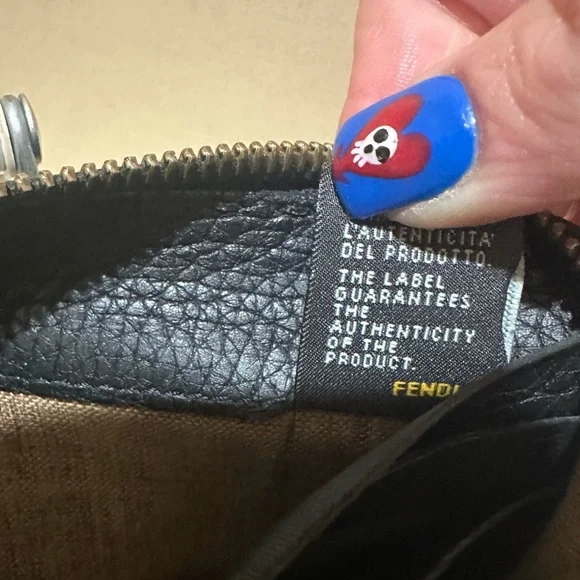 L'AUTENTICITA'
DEL PRODOTTO.
THE LABEL
GUARANTEES
THE
AUTHENTICITY
OF THE
PRODUCT.
FENDI